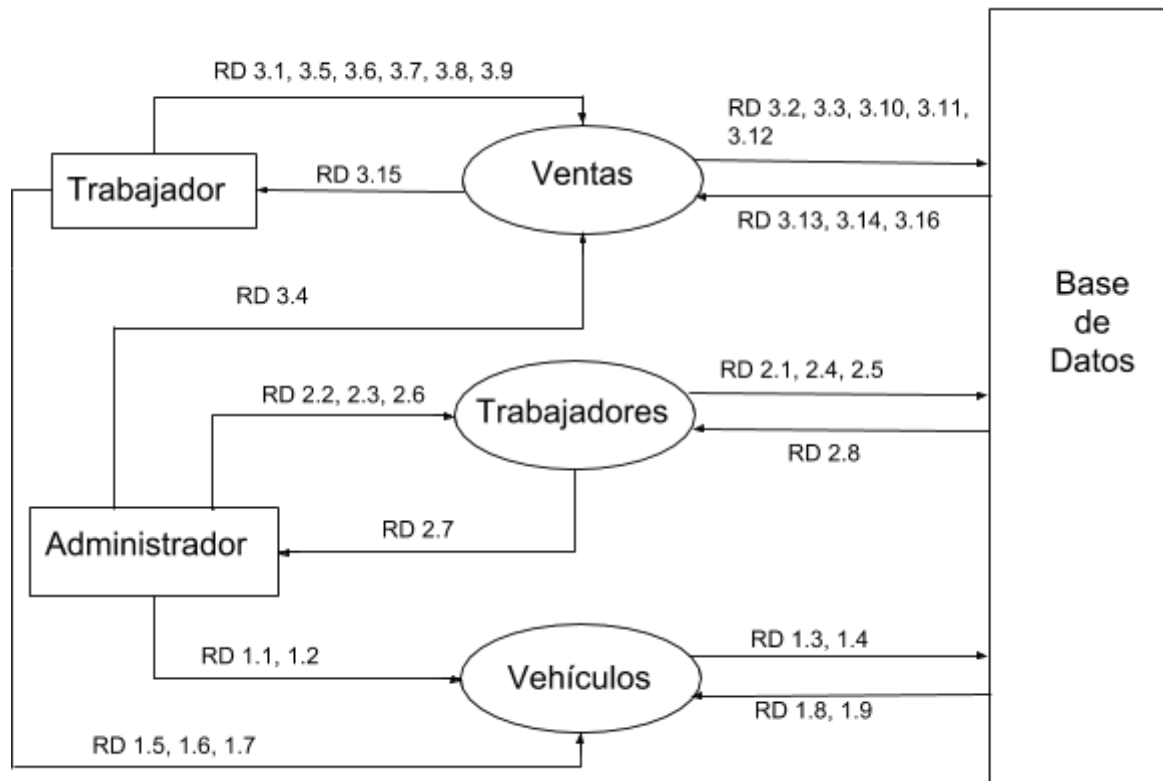 RD 3.1, 3.5, 3.6, 3.7, 3.8, 3.9
RD 3.2, 3.3, 3.10, 3.11,
3.12
Trabajador
RD 3.15
Ventas
RD 3.13, 3.14, 3.16
RD 3.4
Base
de
Datos
RD 2.2, 2.3, 2.6
Trabajadores
RD 2.1, 2.4, 2.5
RD 2.8
Administrador
RD 2.7
RD 1.1, 1.2
Vehículos
RD 1.3, 1.4
RD 1.8, 1.9
RD 1.5, 1.6, 1.7